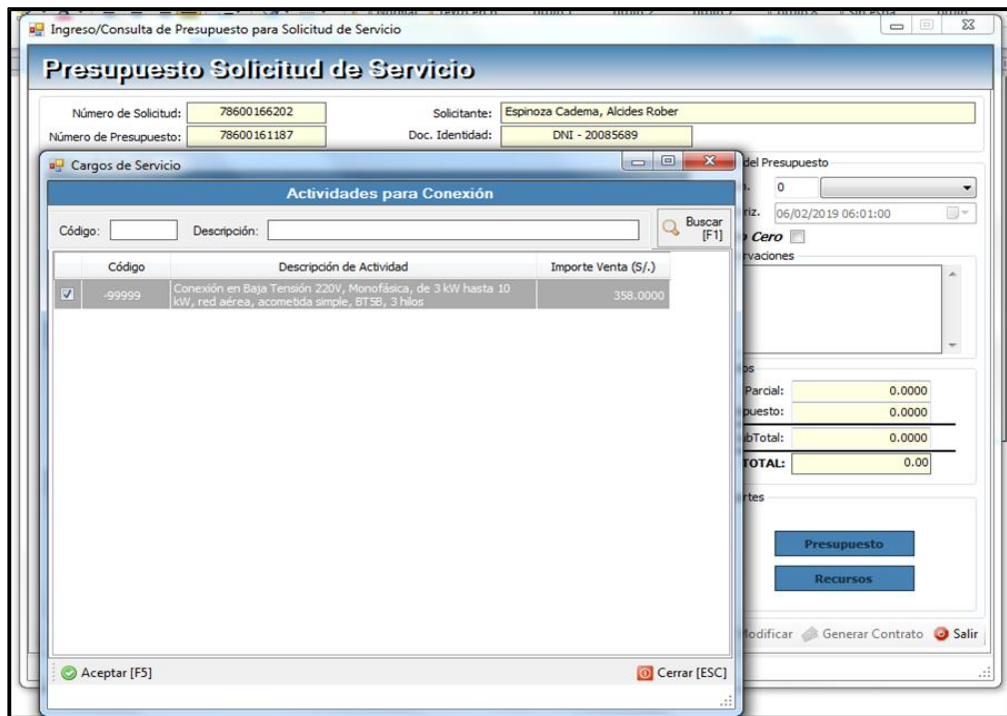 Ingreso/Consulta de Presupuesto para Solicitud de Servicio
Presupuesto Solicitud de Servicio
Número de Solicitud: 78600166202 Solicitante: Espinoza Cadema, Alcides Rober
Número de Presupuesto: 78600161187 Doc. Identidad: DNI - 20085689
Cargos de Servicio
del Presupuesto
Actividades para Conexión
0
Código: Descripción: Buscar [F1]
riz. 06/02/2019 06:01:00
Cero
rvaciones
Código Descripción de Actividad Importe Venta (S/.)
-99999 Conexión en Baja Tensión 220V, Monofásica, de 3 kW hasta 10 358.0000
kW, red aérea, acometida simple, BT5B, 3 hilos
os
Parcial: 0.0000
puesto: 0.0000
ubTotal: 0.0000
TOTAL: 0.00
rtes
Presupuesto
Recursos
Modificar Generar Contrato Salir
Aceptar [F5] Cerrar [ESC]